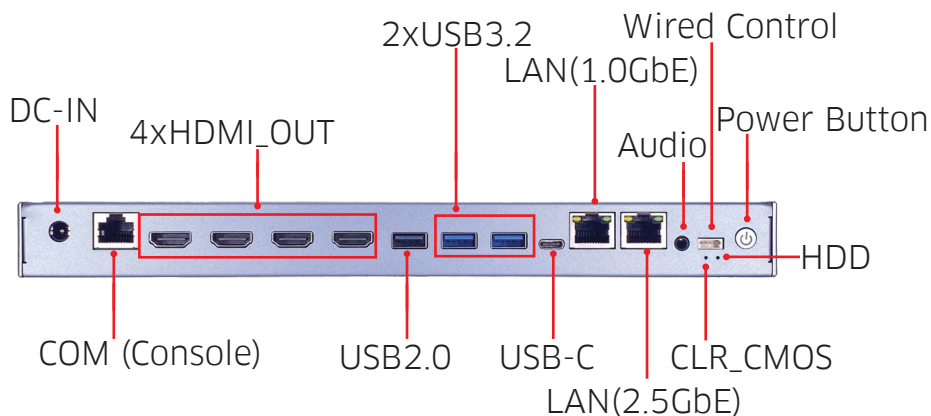 2xUSB3.2
Wired Control
LAN(1.0GbE)
DC-IN
4xHDMI_OUT
Audio
Power Button
HDD
COM (Console)
USB2.0
USB-C
CLR_CMOS
LAN(2.5GbE)